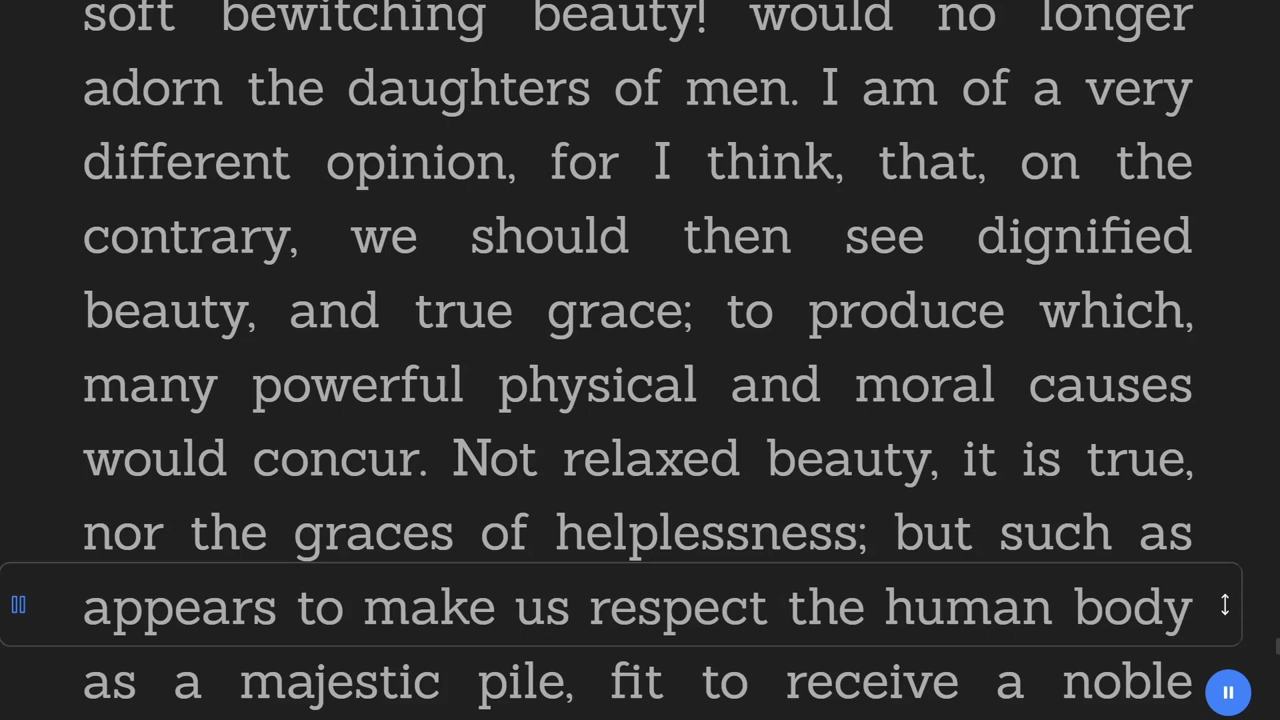 soft bewitching beauty! would no longer
adorn the daughters of men. I am of a very
different opinion, for I think, that, on the
contrary, we should then see dignified
beauty, and true grace; to produce which,
many powerful physical and moral causes
would concur. Not relaxed beauty, it is true,
nor the graces of helplessness; but such as
appears to make us respect the human body
as a majestic pile, fit to receive a noble